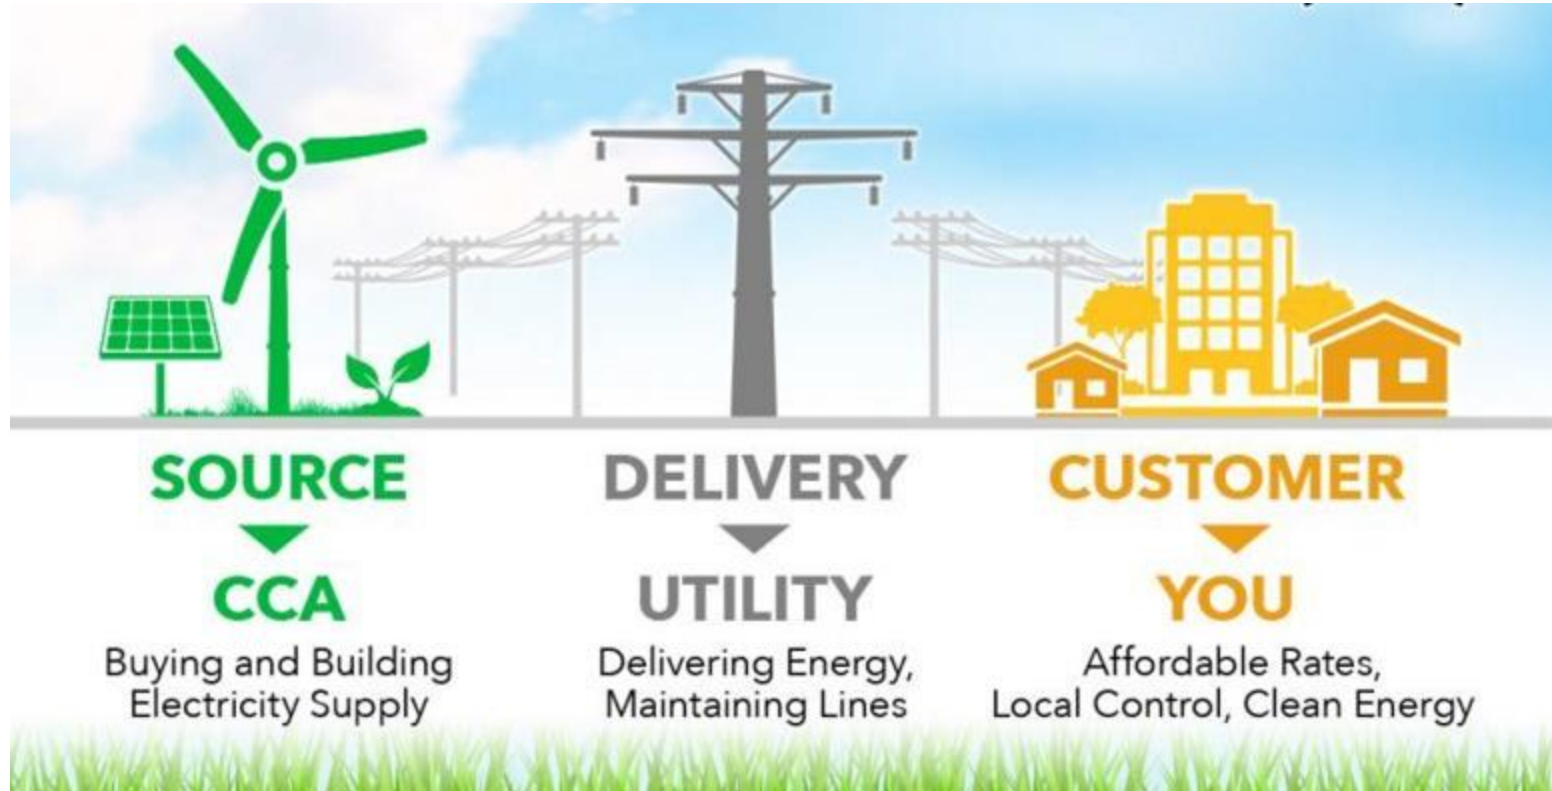 SOURCE
CCA
Buying and Building
Electricity Supply
DELIVERY
UTILITY
Delivering Energy,
Maintaining Lines
CUSTOMER
YOU
Affordable Rates,
Local Control, Clean Energy